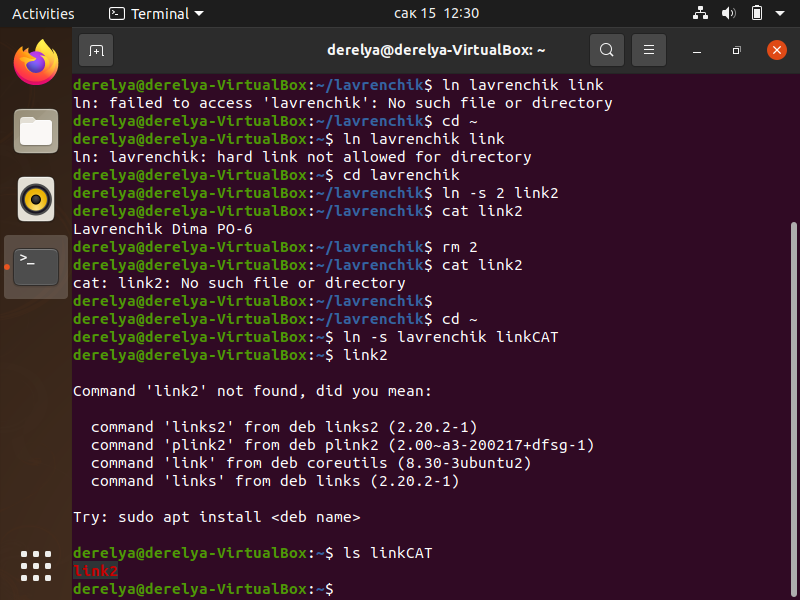 Activities
Terminal
сак 15 12:30
derelya@derelya-VirtualBox: ~
derelya@derelya-VirtualBox:~/lavrenchik$ ln lavrenchik link
ln: failed to access 'lavrenchik': No such file or directory
derelya@derelya-VirtualBox:~/lavrenchik$ cd ~
derelya@derelya-VirtualBox:~$ ln lavrenchik link
ln: lavrenchik: hard link not allowed for directory
derelya@derelya-VirtualBox:~$ cd lavrenchik
derelya@derelya-VirtualBox:~/lavrenchik$ ln -s 2 link2
derelya@derelya-VirtualBox:~/lavrenchik$ cat link2
Lavrenchik Dima PO-6
derelya@derelya-VirtualBox:~/lavrenchik$ rm 2
derelya@derelya-VirtualBox:~/lavrenchik$ cat link2
cat: link2: No such file or directory
derelya@derelya-VirtualBox:~/lavrenchik$
derelya@derelya-VirtualBox:~/lavrenchik$ cd ~
derelya@derelya-VirtualBox:~$ ln -s lavrenchik linkCAT
derelya@derelya-VirtualBox:~$ link2
Command 'link2' not found, did you mean:
command 'links2' from deb links2 (2.20.2-1)
command 'plink2' from deb plink2 (2.00~a3-200217+dfsg-1)
command 'link' from deb coreutils (8.30-3ubuntu2)
command 'links' from deb links (2.20.2-1)
Try: sudo apt install <deb name>
derelya@derelya-VirtualBox:~$ ls linkCAT
link2
derelya@derelya-VirtualBox:~$